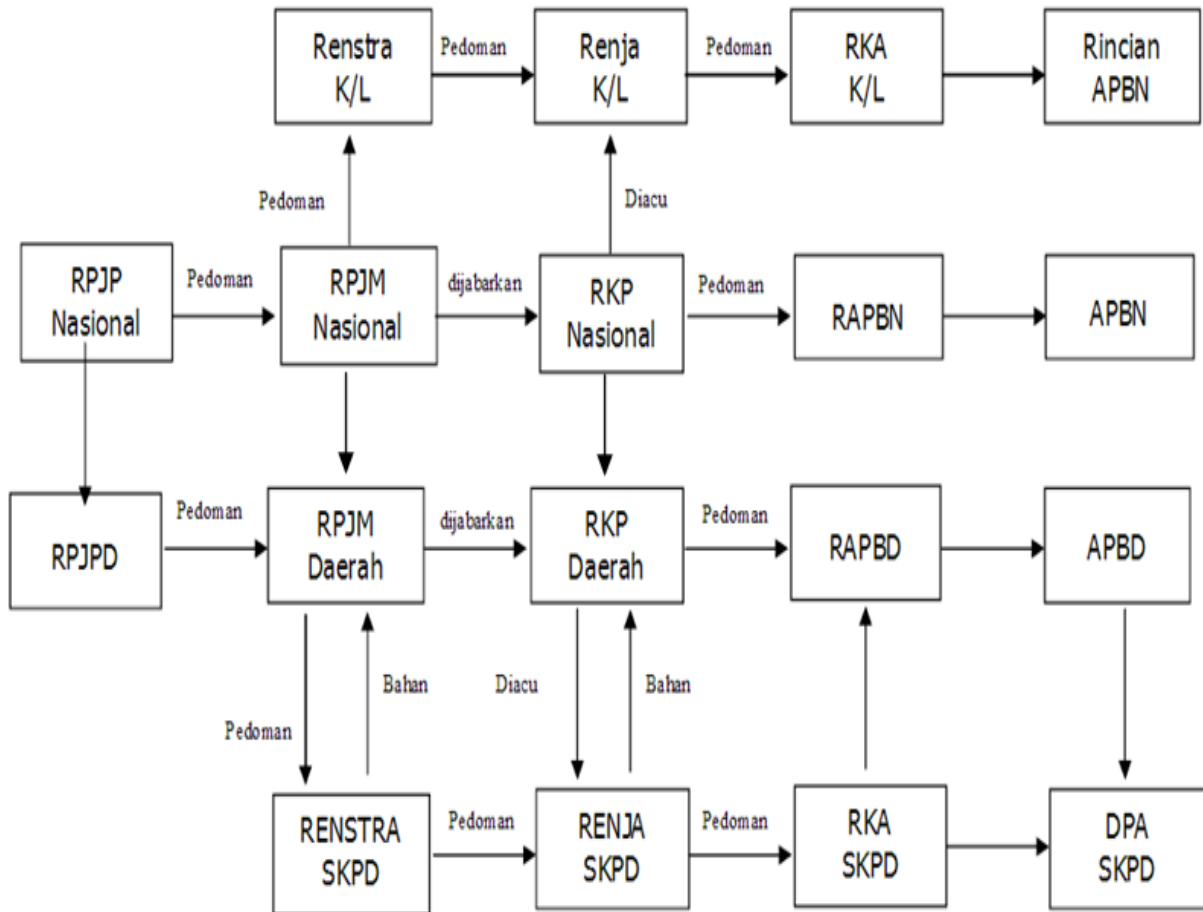 Renstra
K/L
Pedoman
Renja
K/L
Pedoman
RKA
K/L
Rincian
APBN
Pedoman
Diacu
RPJP
Nasional
Pedoman
RPJM
Nasional
dijabarkan
RKP
Nasional
Pedoman
RAPBN
APBN
RPJPD
Pedoman
RPJM
Daerah
dijabarkan
RKP
Daerah
Pedoman
RAPBD
APBD
Pedoman
Bahan
Diacu
Bahan
RENSTRA
SKPD
Pedoman
RENJA
SKPD
Pedoman
RKA
SKPD
DPA
SKPD